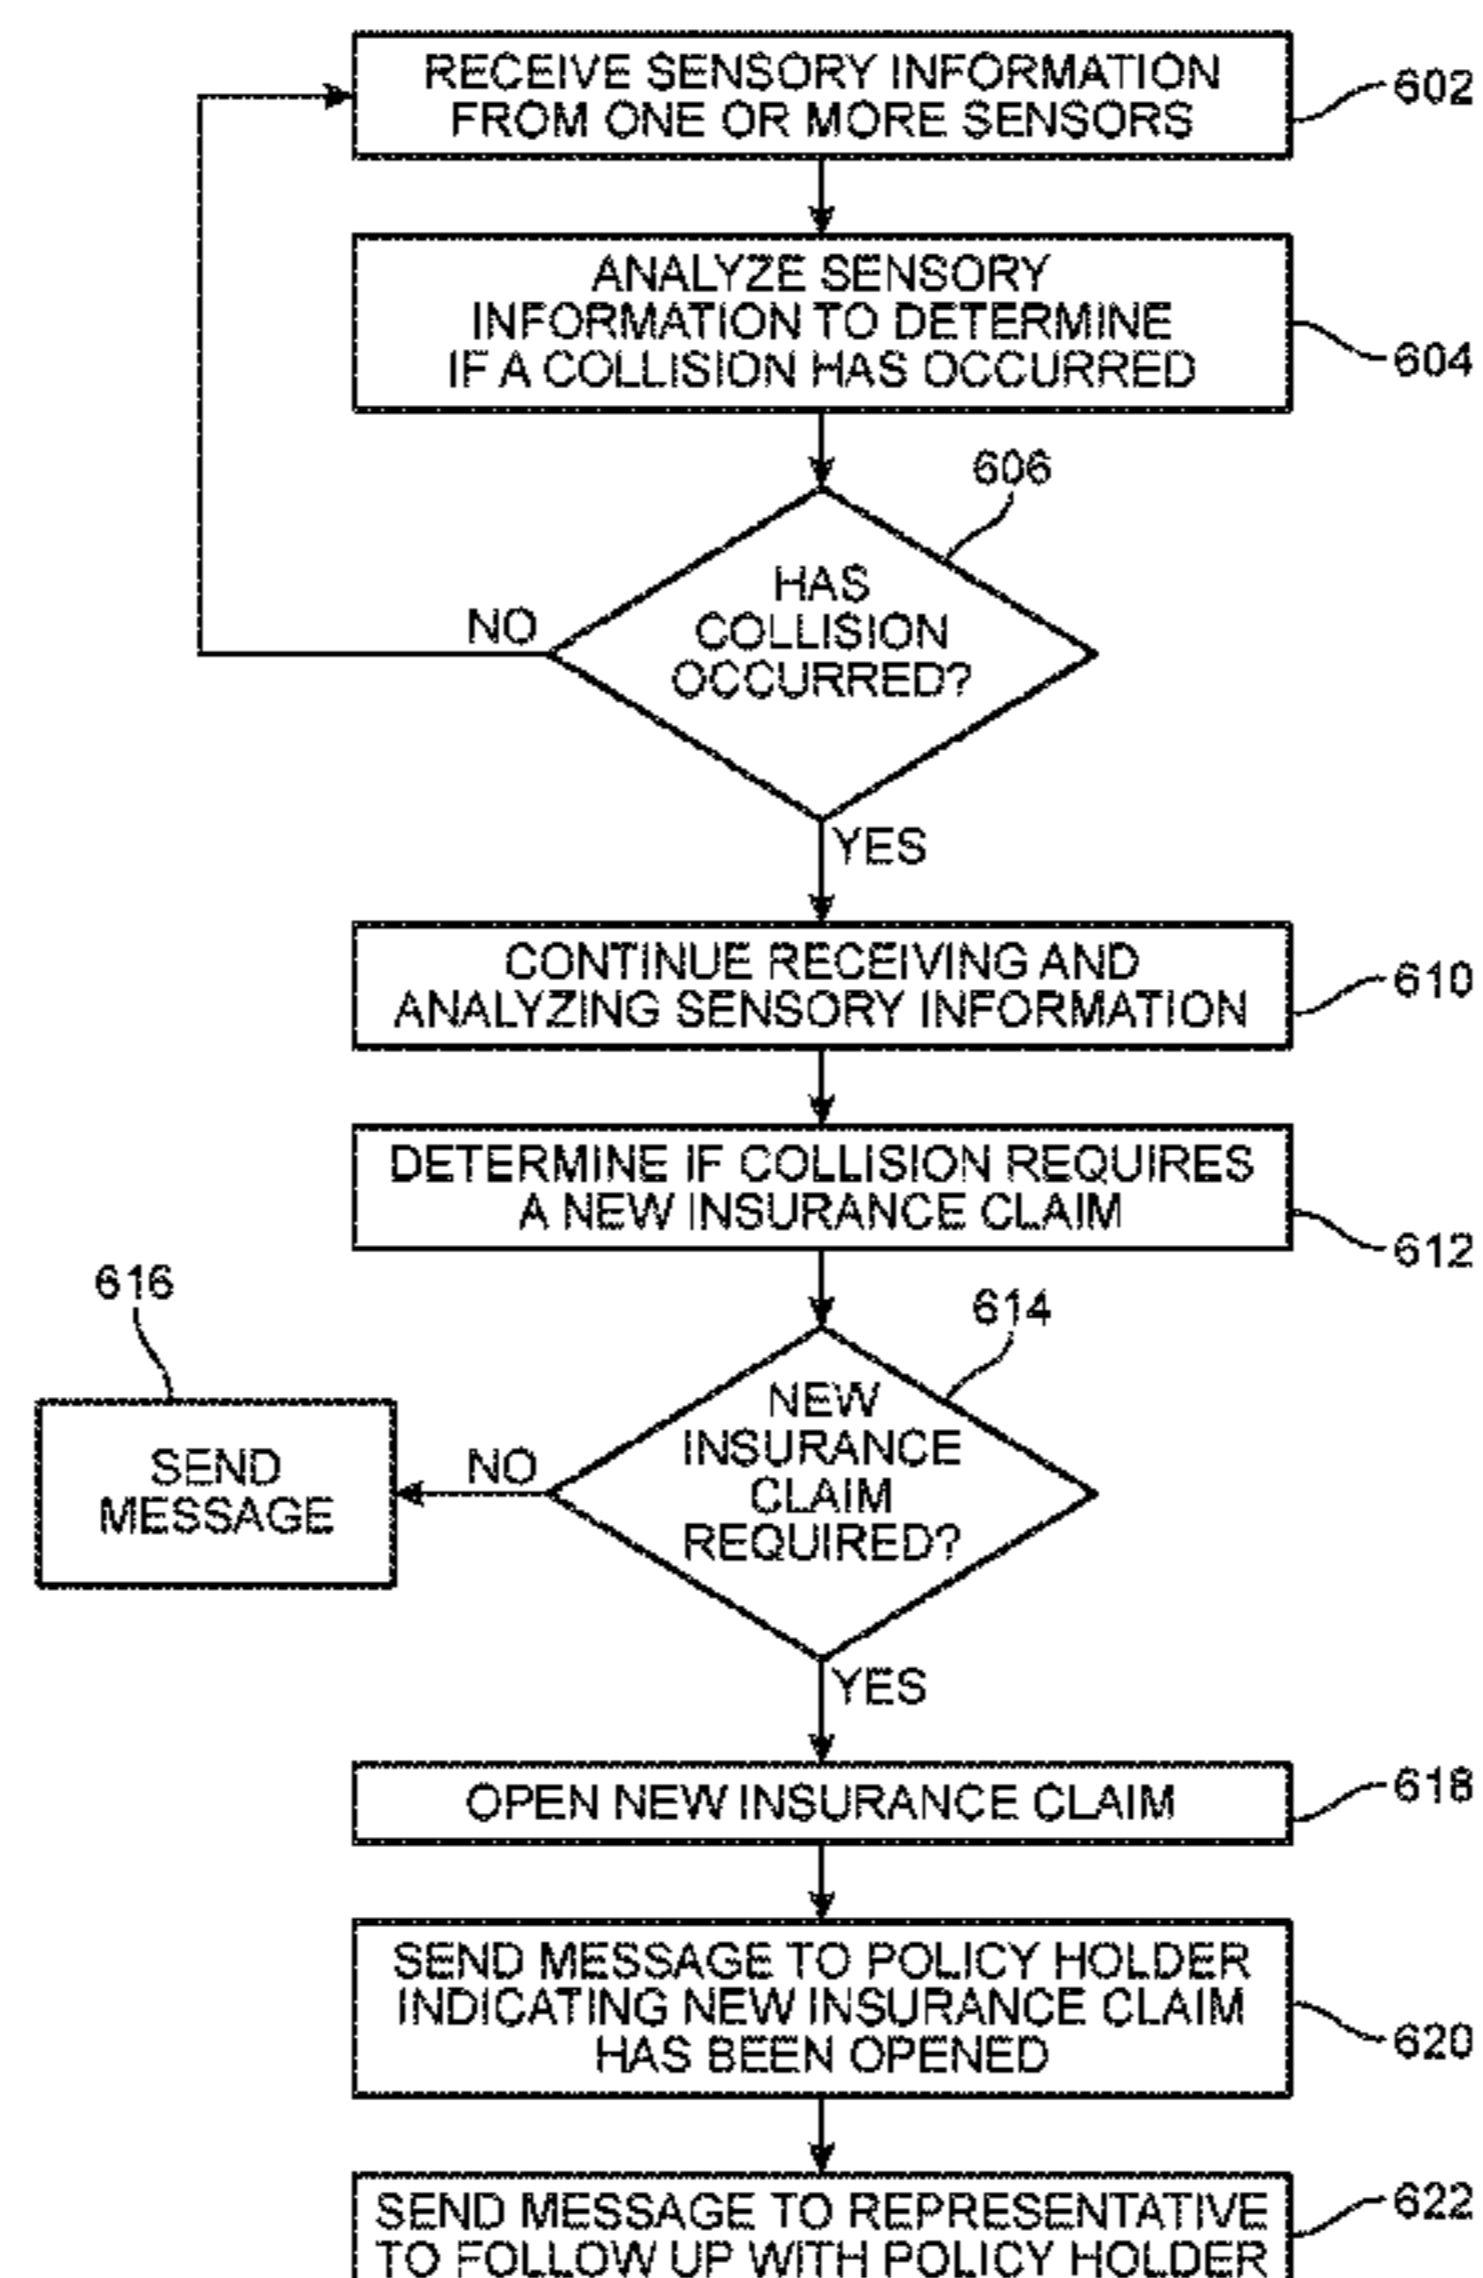 RECEIVE SENSORY INFORMATION
FROM ONE OR MORE SENSORS
602
ANALYZE SENSORY
INFORMATION TO DETERMINE
IF A COLLISION HAS OCCURRED
604
606
HAS
COLLISION
OCCURRED?
NO
YES
CONTINUE RECEIVING AND
ANALYZING SENSORY INFORMATION
610
DETERMINE IF COLLISION REQUIRES
A NEW INSURANCE CLAIM
612
614
NEW
INSURANCE
CLAIM
REQUIRED?
NO
616
SEND
MESSAGE
YES
OPEN NEW INSURANCE CLAIM
618
SEND MESSAGE TO POLICY HOLDER
INDICATING NEW INSURANCE CLAIM
HAS BEEN OPENED
620
SEND MESSAGE TO REPRESENTATIVE
TO FOLLOW UP WITH POLICY HOLDER
622